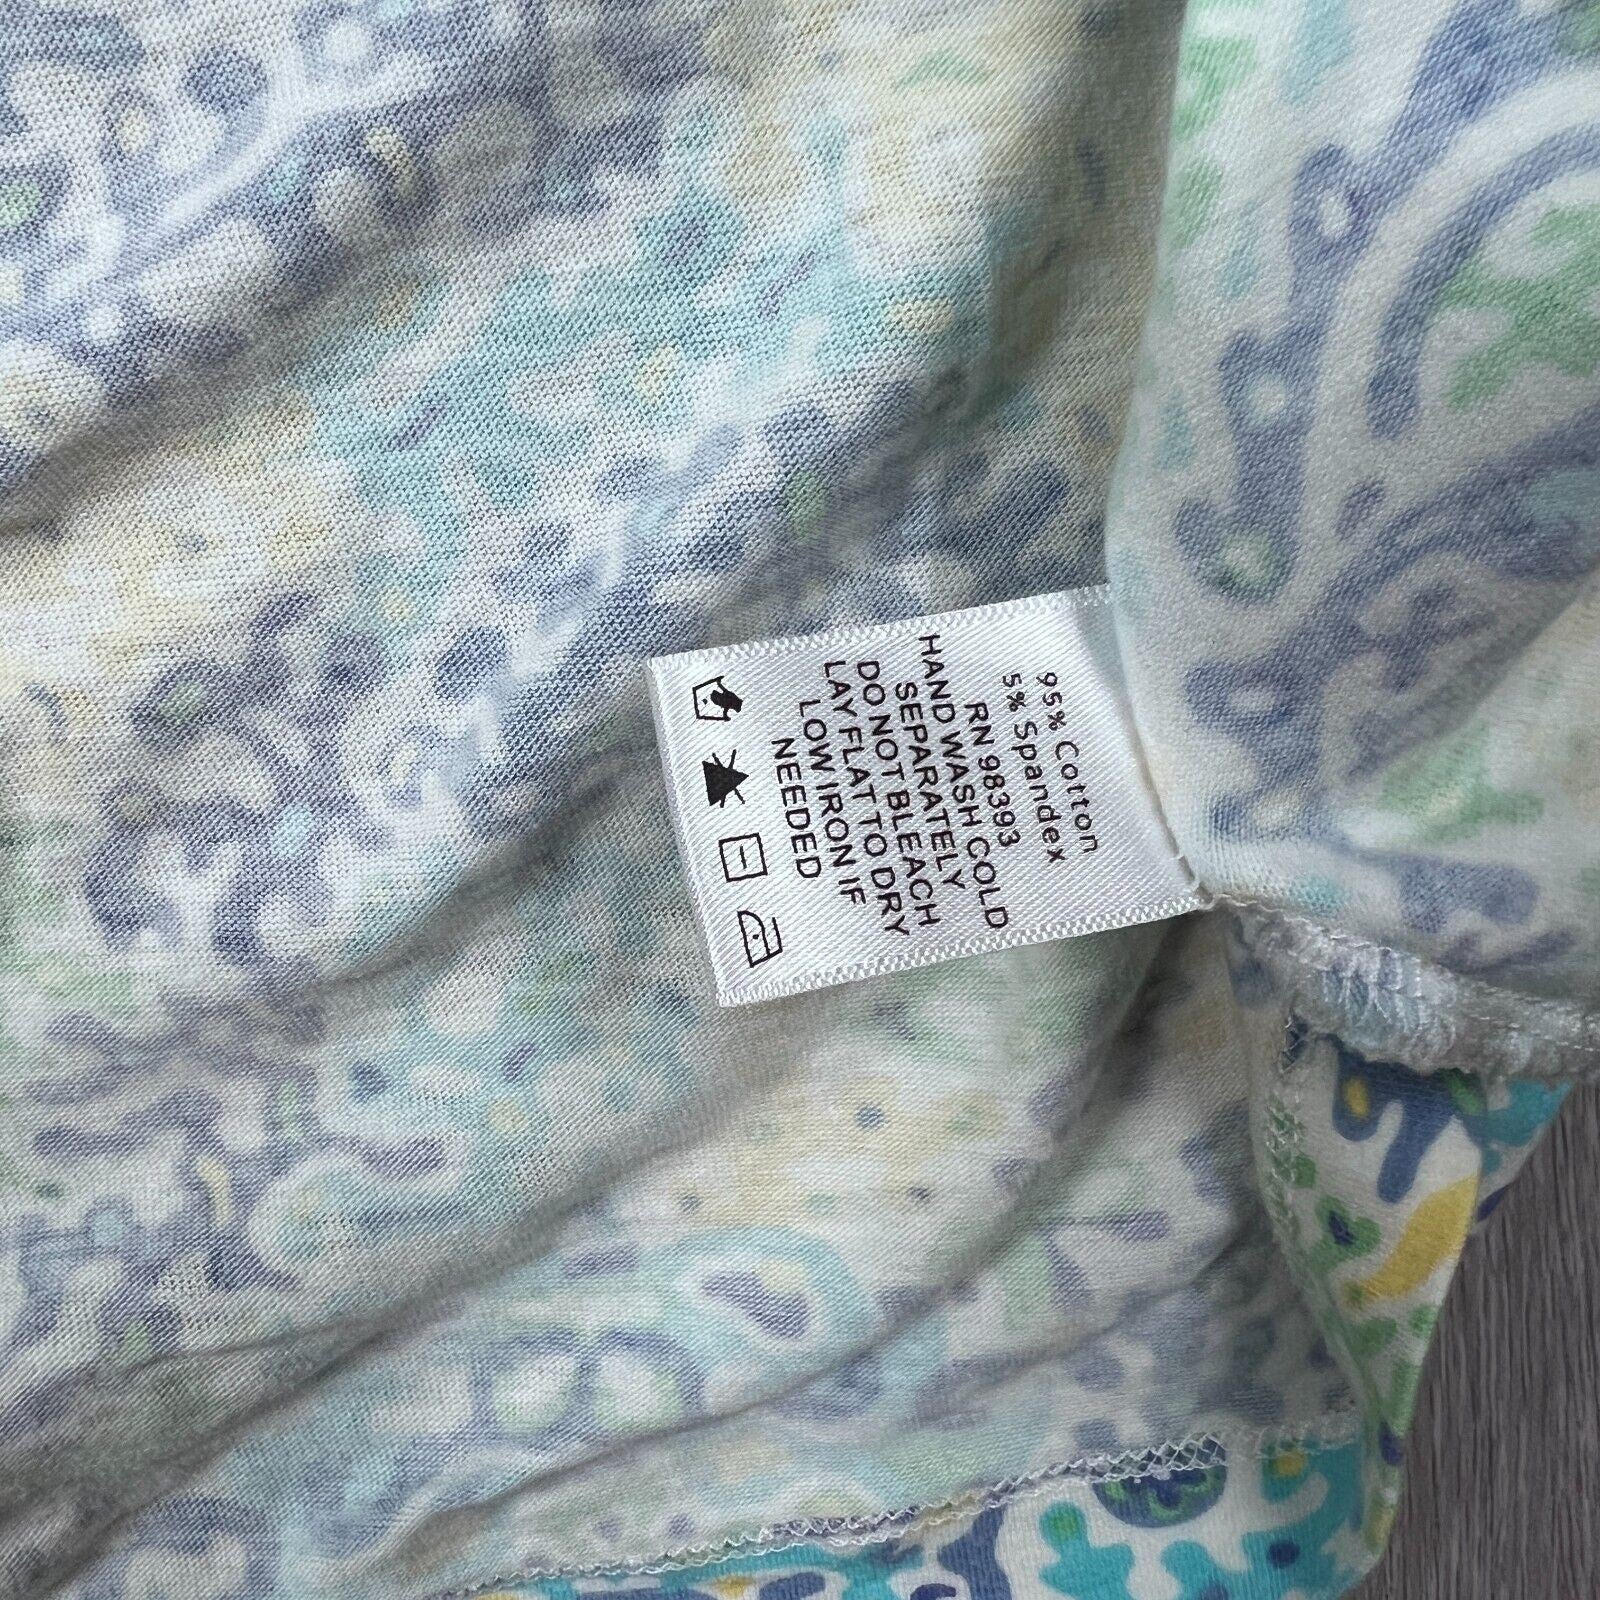 95% Cotton
5% Spandex
RN 98393
HAND WASH COLD
SEPARATELY
DO NOT BLEACH
LAY FLAT TO DRY
LOW IRON IF
NEEDED